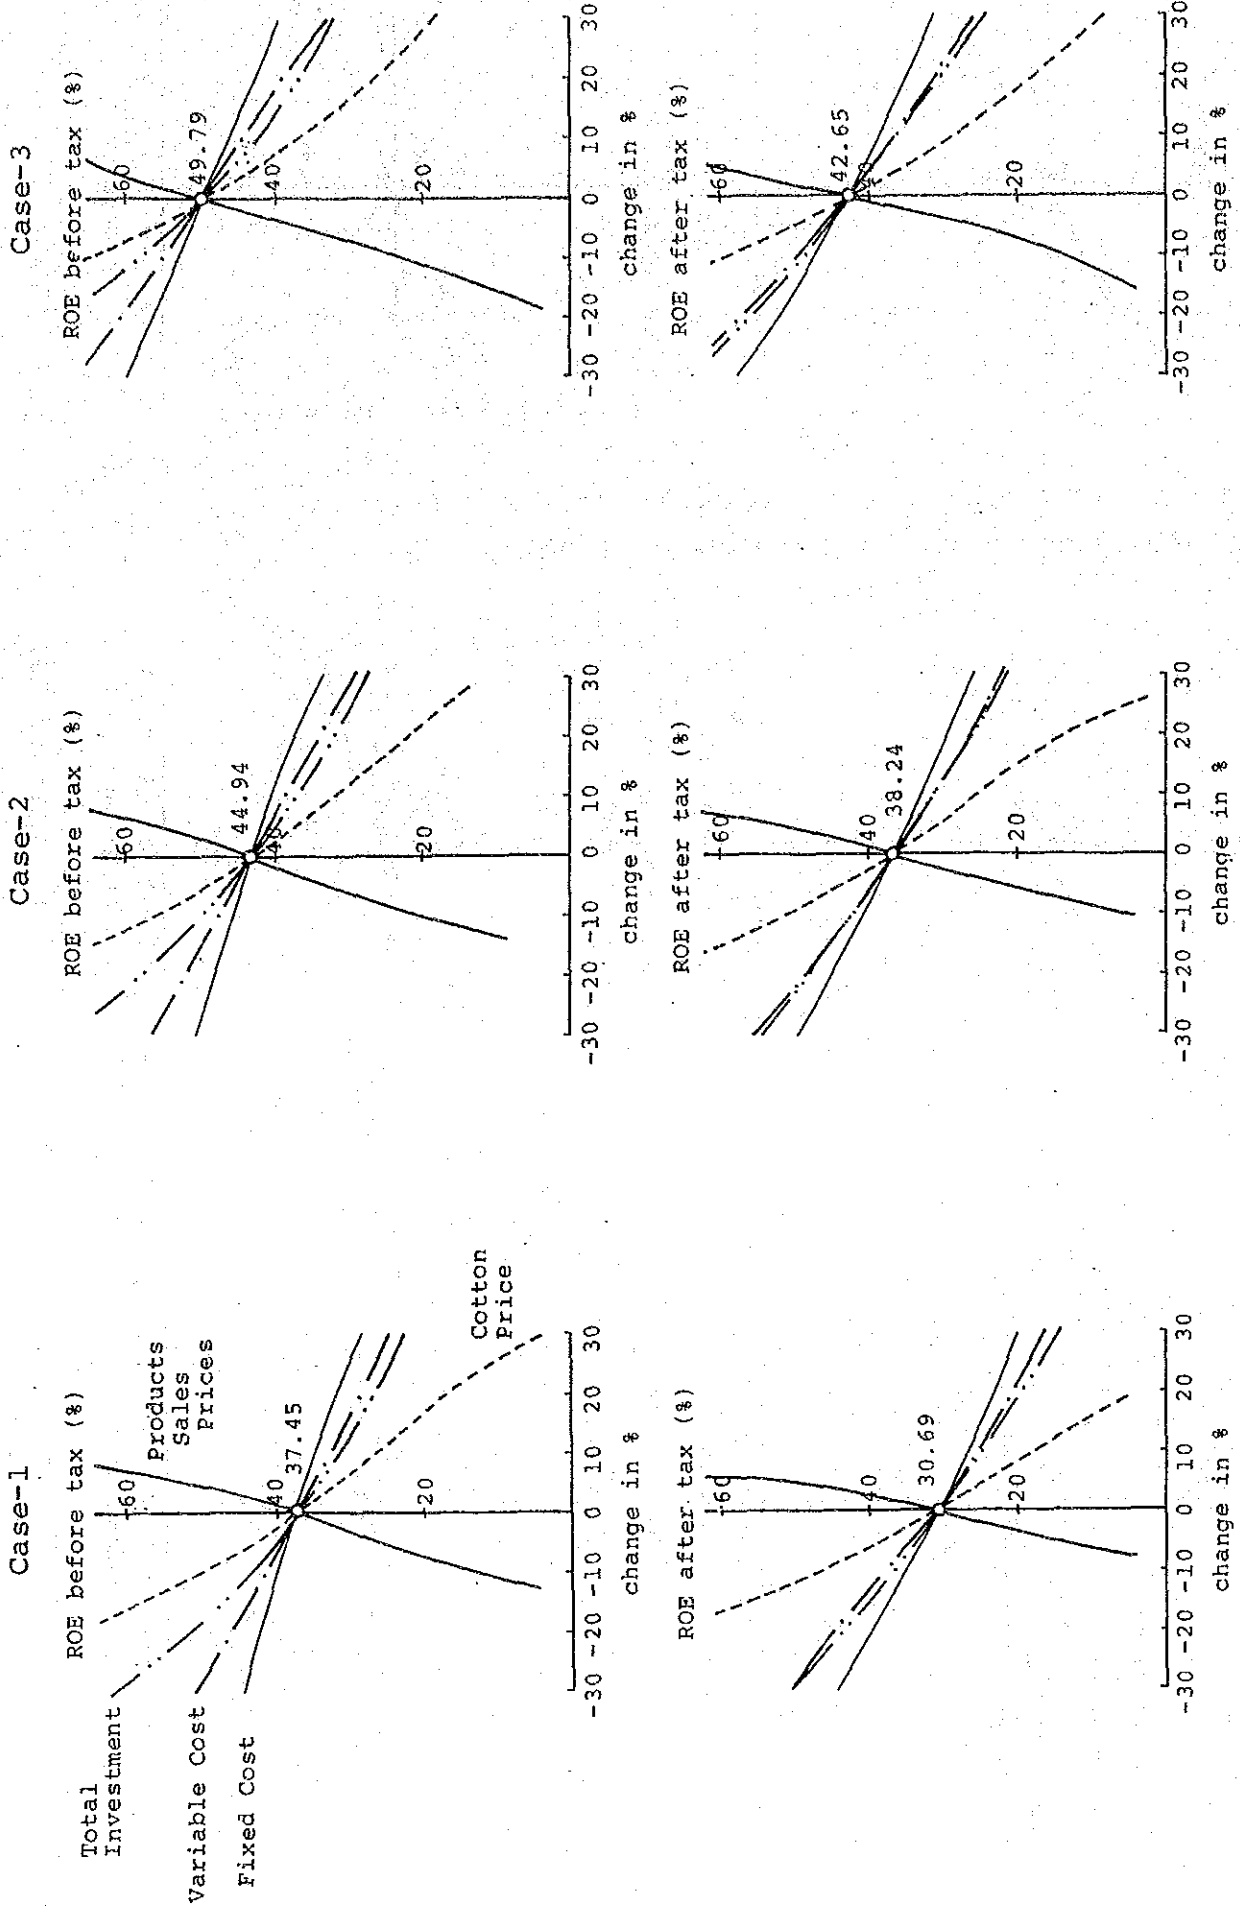 Case-1
ROE before tax (%)
Total
Investment
Variable Cost
Fixed Cost
Products
Sales
Prices
60
40
37.45
20
Cotton
Price
-30 -20 -10 0 10 20 30
change in %
ROE after tax (%)
60
40
30.69
20
-30 -20 -10 0 10 20 30
change in %
Case-2
ROE before tax (%)
60
44.94
40
20
-30 -20 -10 0 10 20 30
change in %
ROE after tax (%)
60
40
38.24
20
-30 -20 -10 0 10 20 30
change in %
Case-3
ROE before tax (%)
60
49.79
40
20
-30 -20 -10 0 10 20 30
change in %
ROE after tax (%)
60
42.65
40
20
-30 -20 -10 0 10 20 30
change in %